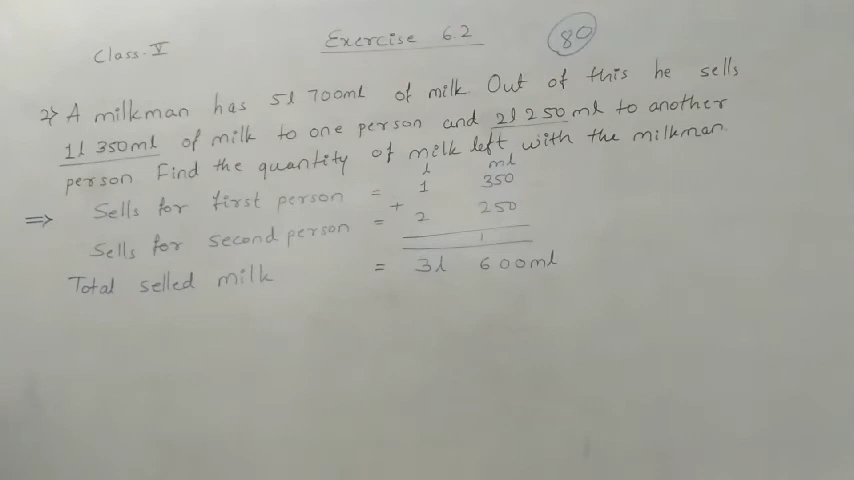 Class. V
Exercise 6.2
80
2) A milkman has 5l 700ml of milk. Out of this he sells
1l 350ml of milk to one person and 2l 250 ml to another
person. Find the quantity of milk left with the milkman.
l ml
⇒ Sells for first person = 1 350
Sells for second person = + 2 250
1
Total selled milk = 3l 600ml